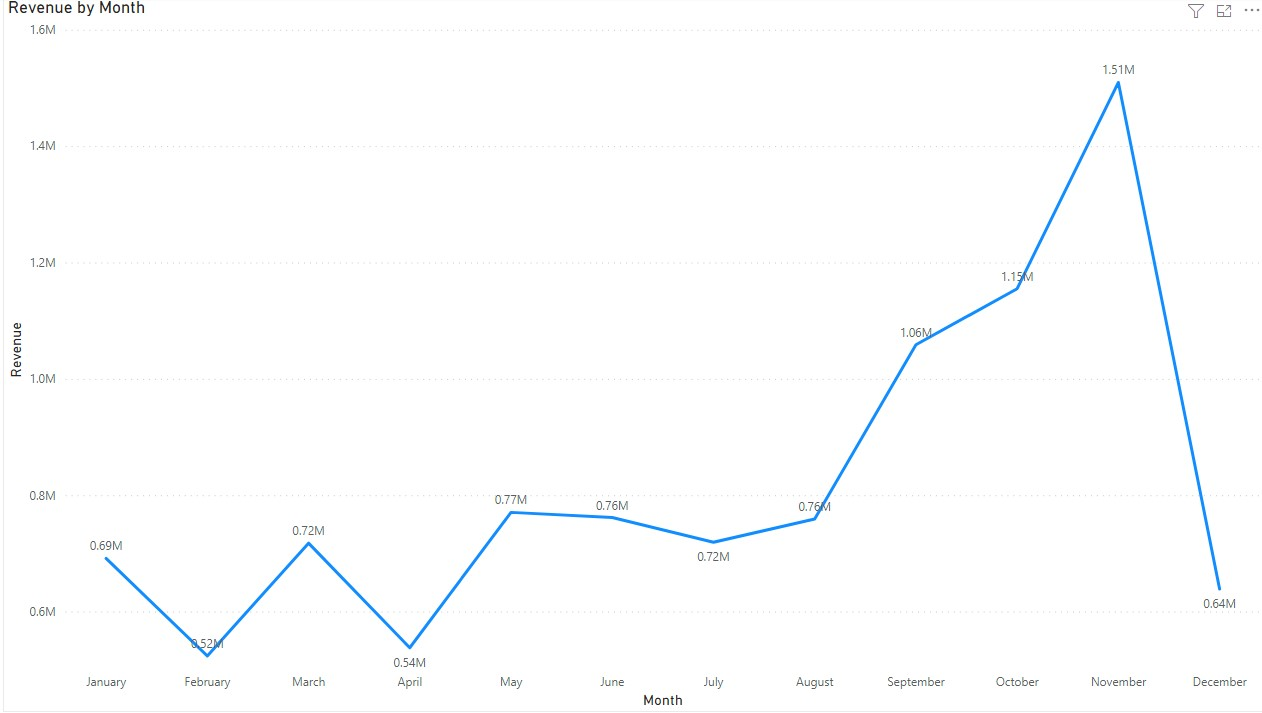 Revenue by Month
1.6M
1.51M
1.4M
1.2M
1.15M
1.06M
Revenue
1.0M
0.8M
0.77M
0.76M
0.76M
0.72M
0.69M
0.72M
0.6M
0.64M
0.52M
0.54M
January February March April May June July August September October November December
Month